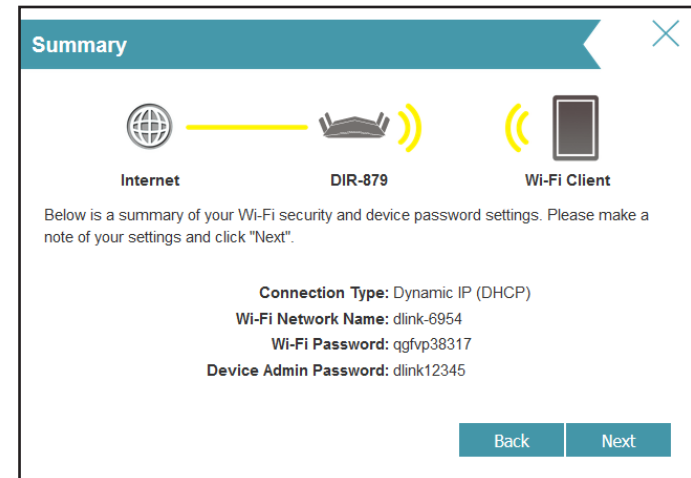 Summary
Internet DIR-879 Wi-Fi Client
Below is a summary of your Wi-Fi security and device password settings. Please make a
note of your settings and click "Next".
Connection Type: Dynamic IP (DHCP)
Wi-Fi Network Name: dlink-6954
Wi-Fi Password: qgfvp38317
Device Admin Password: dlink12345
Back Next